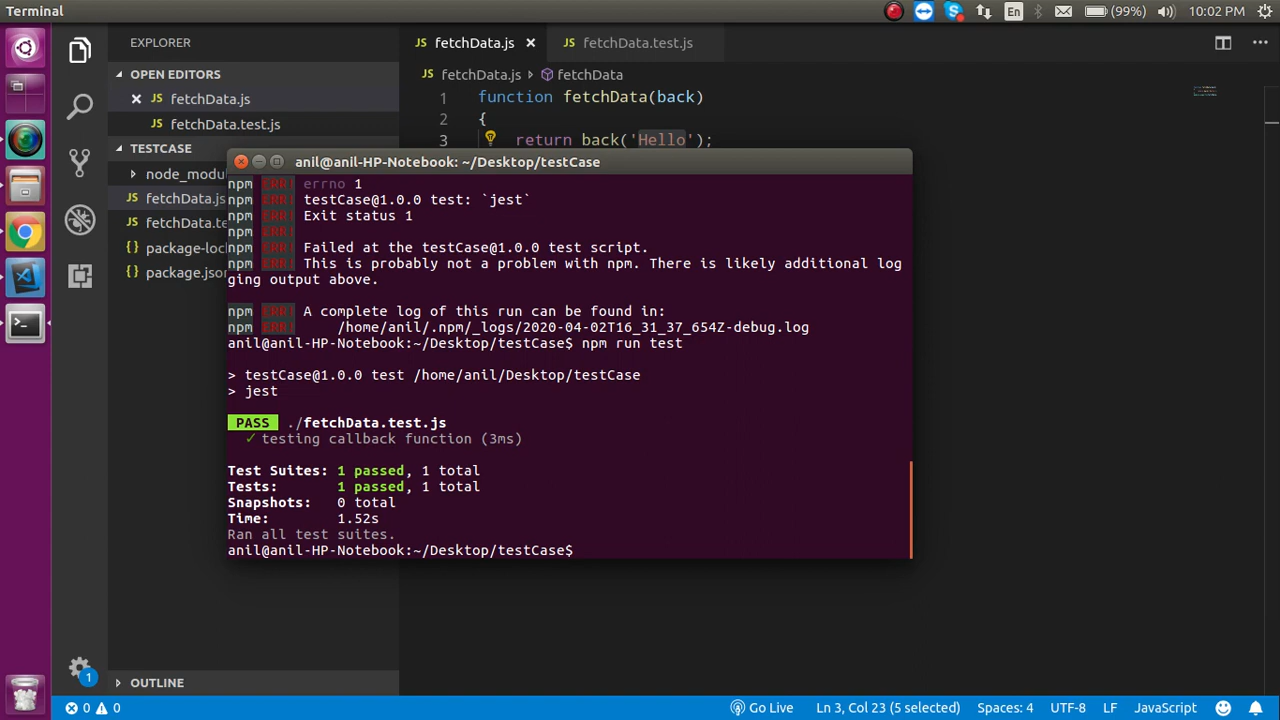 Terminal
En
(99%)
10:02 PM
EXPLORER
OPEN EDITORS
fetchData.js
fetchData.test.js
TESTCASE
node_modu
fetchData.js
fetchData.te
package-loc
package.json
OUTLINE
fetchData.js
fetchData.test.js
fetchData.js
fetchData
1 function fetchData(back)
2 {
3 return back('Hello');
anil@anil-HP-Notebook: ~/Desktop/testCase
npm ERR! errno 1
npm ERR! testCase@1.0.0 test: `jest`
npm ERR! Exit status 1
npm ERR!
npm ERR! Failed at the testCase@1.0.0 test script.
npm ERR! This is probably not a problem with npm. There is likely additional log
ging output above.
npm ERR! A complete log of this run can be found in:
npm ERR! /home/anil/.npm/_logs/2020-04-02T16_31_37_654Z-debug.log
anil@anil-HP-Notebook:~/Desktop/testCase$ npm run test
> testCase@1.0.0 test /home/anil/Desktop/testCase
> jest
PASS ./fetchData.test.js
✓ testing callback function (3ms)
Test Suites: 1 passed, 1 total
Tests: 1 passed, 1 total
Snapshots: 0 total
Time: 1.52s
Ran all test suites.
anil@anil-HP-Notebook:~/Desktop/testCase$
1
0 0
Go Live
Ln 3, Col 23 (5 selected)
Spaces: 4
UTF-8
LF
JavaScript